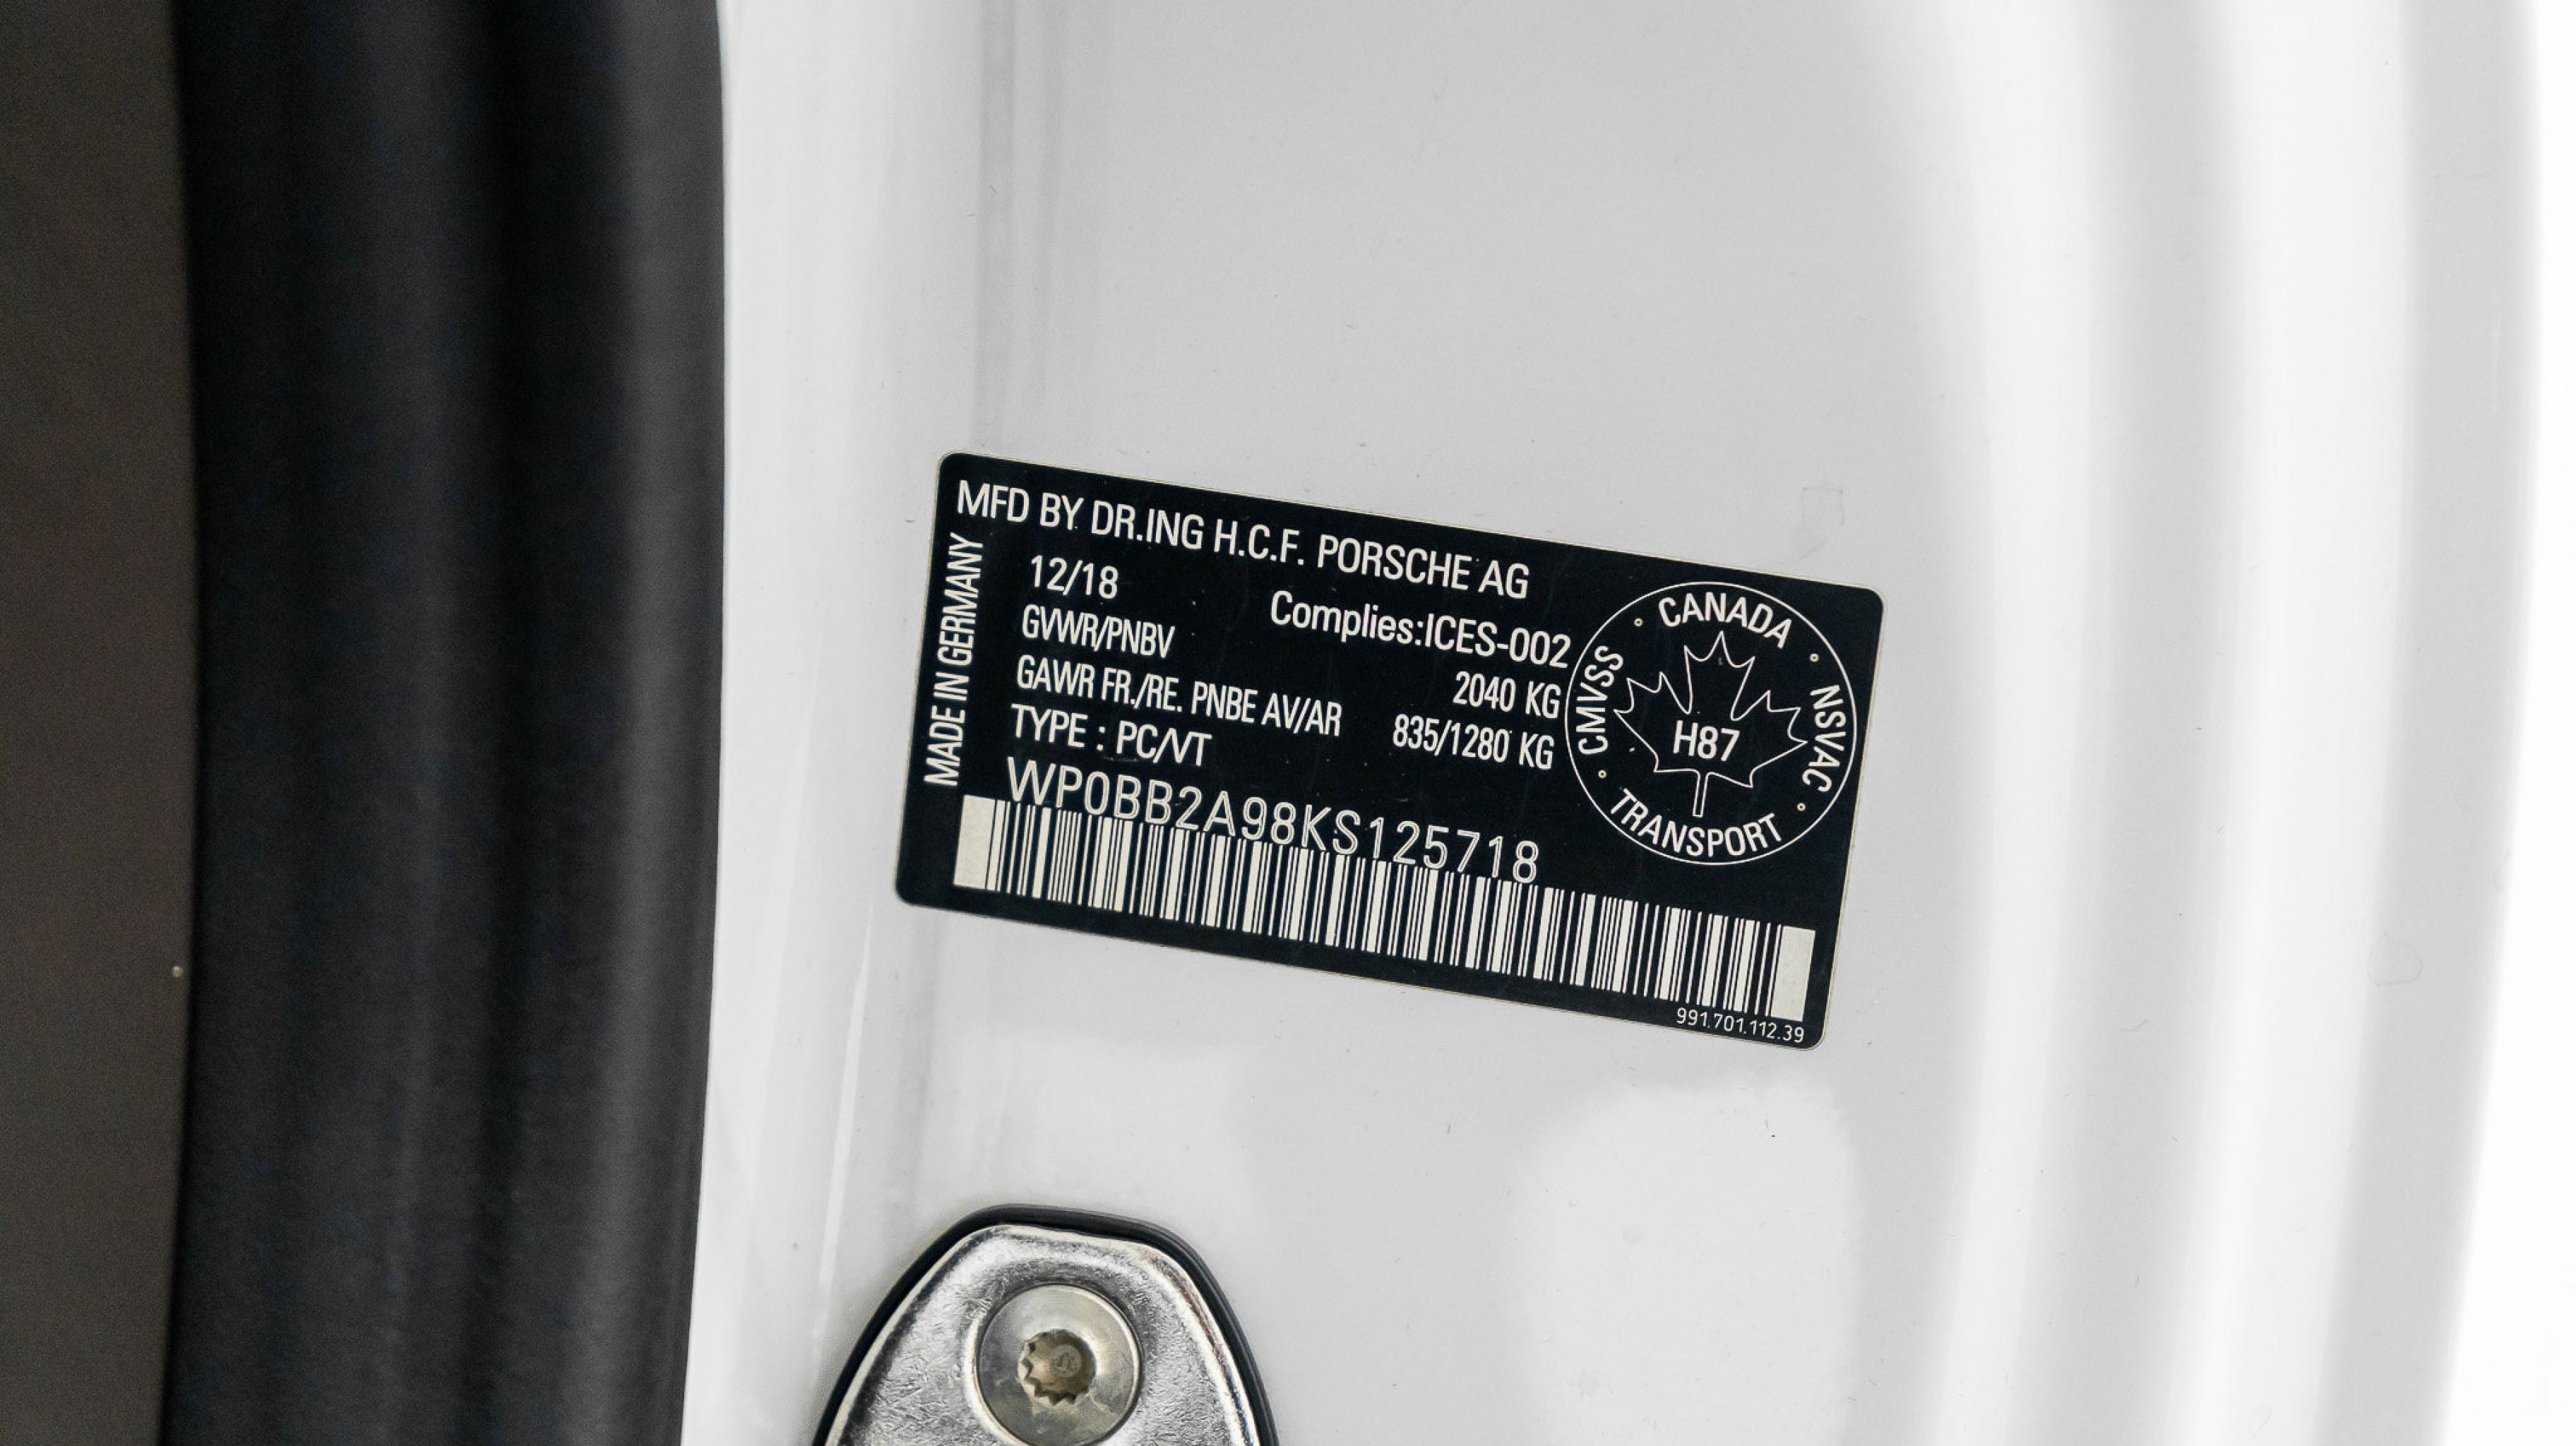 MFD BY DR.ING H.C.F. PORSCHE AG
MADE IN GERMANY
12/18
Complies:ICES-002
GVWR/PNBV 2040 KG
GAWR FR./RE. PNBE AV/AR 835/1280 KG
TYPE : PC/VT
WP0BB2A98KS125718
CANADA
NSVAC
TRANSPORT
CMVSS
H87
991.701.112.39